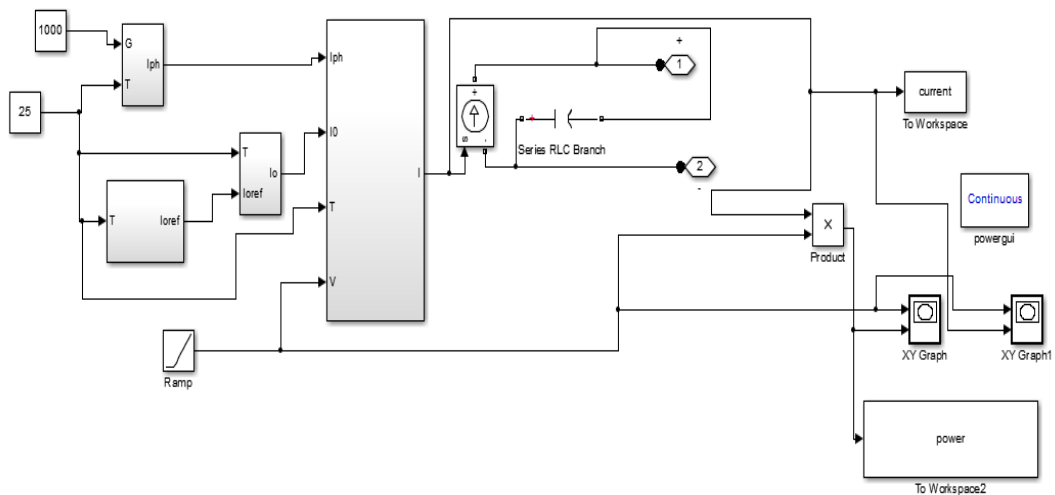 1000
G
Iph
T
25
T
Io
Ioref
T
Ioref
Iph
I0
T
V
I
Ramp
+
s
-
Series RLC Branch
+
1
2
-
X
Product
current
To Workspace
Continuous
powergui
XY Graph
XY Graph1
power
To Workspace2